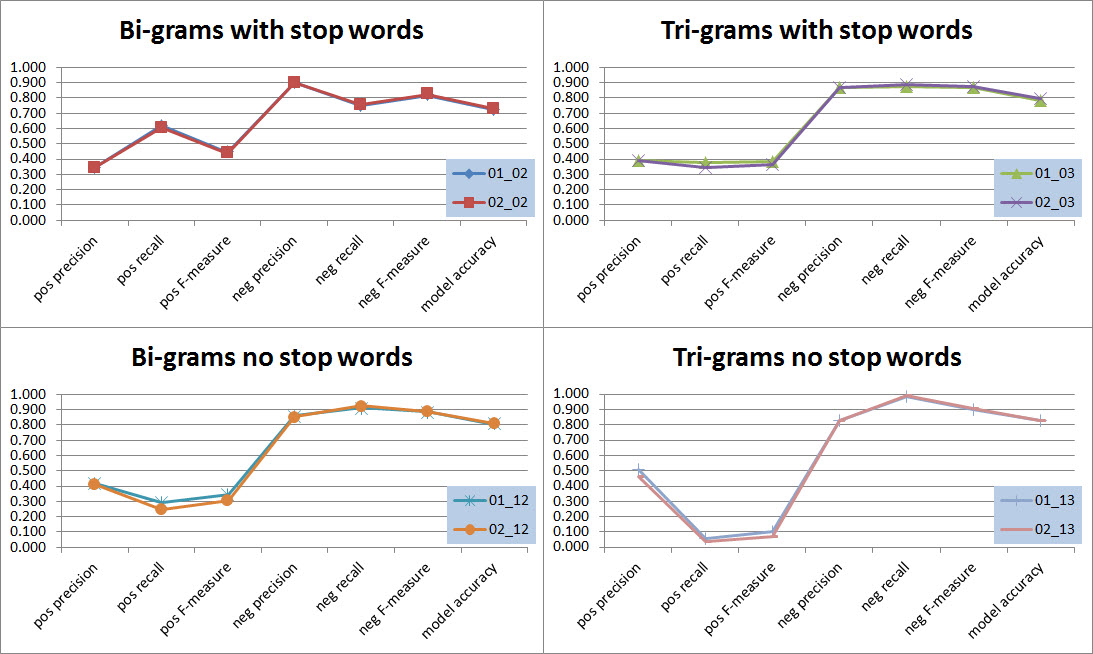 Bi-grams with stop words
1.000
0.900
0.800
0.700
0.600
0.500
0.400
0.300
0.200
0.100
0.000
01_02
02_02
pos precision
pos recall
pos F-measure
neg precision
neg recall
neg F-measure
model accuracy
Tri-grams with stop words
1.000
0.900
0.800
0.700
0.600
0.500
0.400
0.300
0.200
0.100
0.000
01_03
02_03
pos precision
pos recall
pos F-measure
neg precision
neg recall
neg F-measure
model accuracy
Bi-grams no stop words
1.000
0.900
0.800
0.700
0.600
0.500
0.400
0.300
0.200
0.100
0.000
01_12
02_12
pos precision
pos recall
pos F-measure
neg precision
neg recall
neg F-measure
model accuracy
Tri-grams no stop words
1.000
0.900
0.800
0.700
0.600
0.500
0.400
0.300
0.200
0.100
0.000
01_13
02_13
pos precision
pos recall
pos F-measure
neg precision
neg recall
neg F-measure
model accuracy